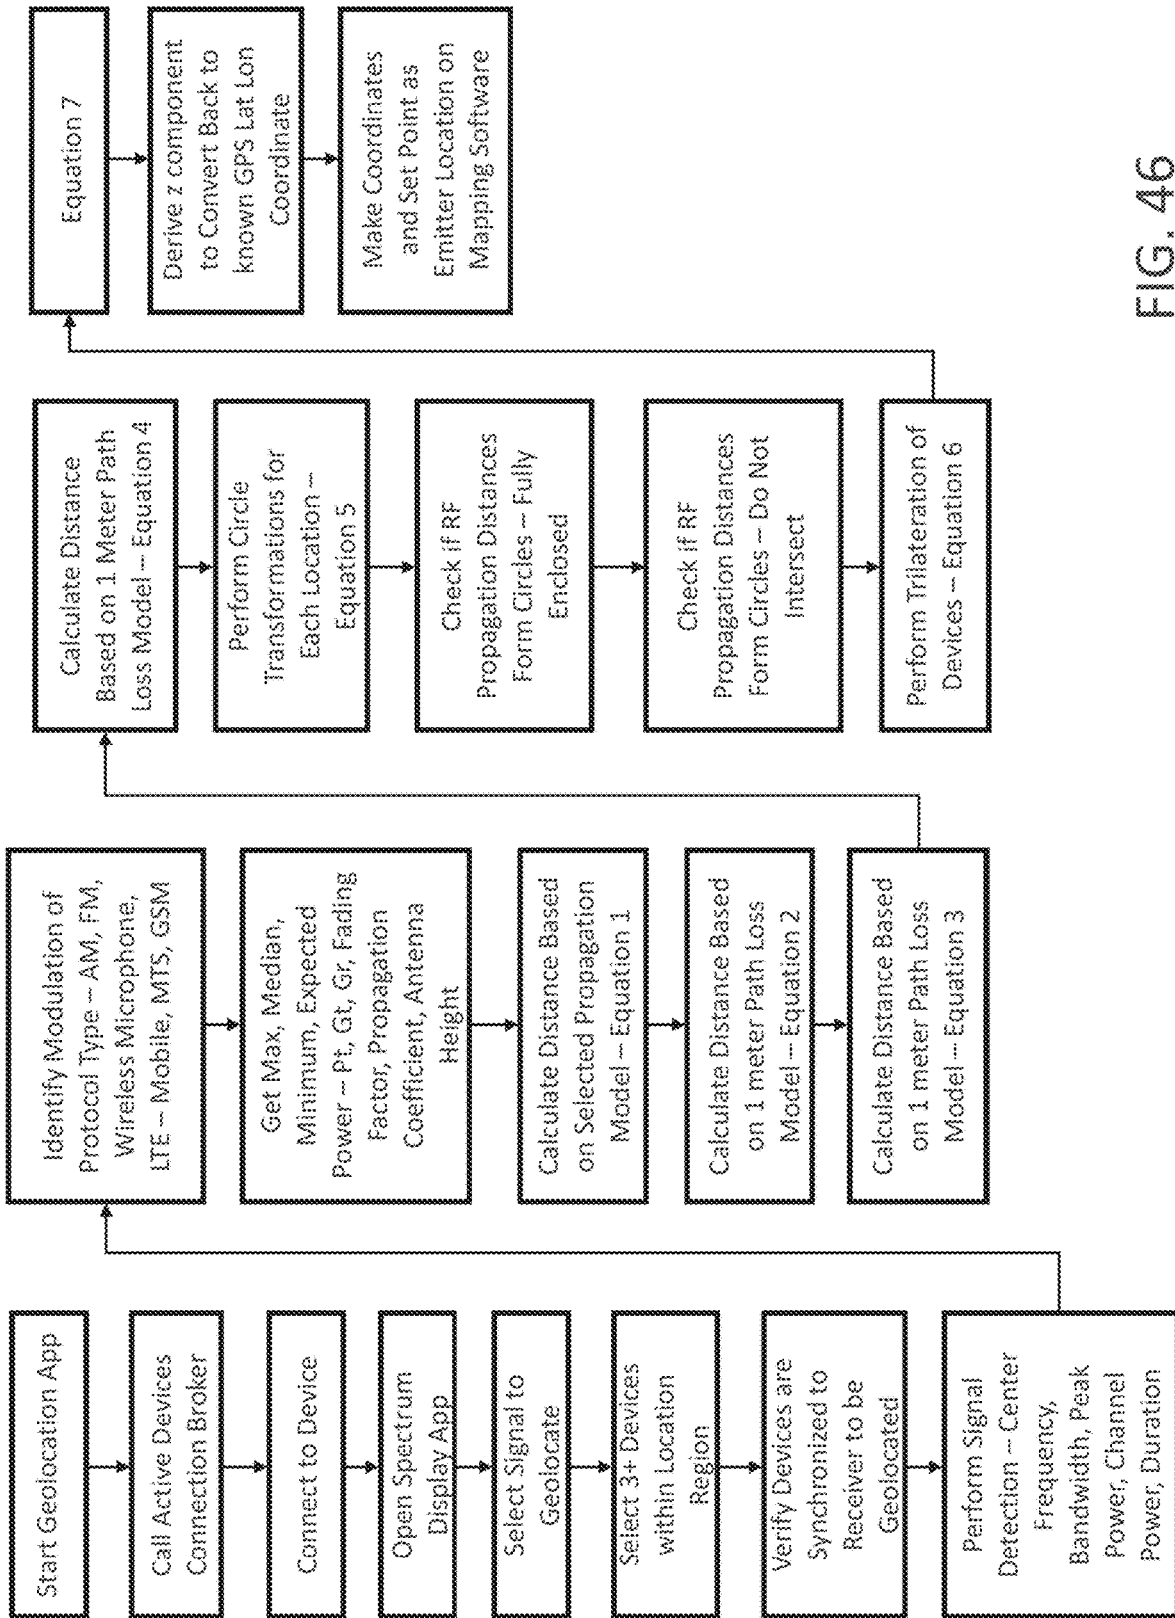 Start Geolocation App
Call Active Devices
Connection Broker
Connect to Device
Open Spectrum
Display App
Select Signal to
Geolocate
Select 3+ Devices
within Location
Region
Verify Devices are
Synchronized to
Receiver to be
Geolocated
Perform Signal
Detection – Center
Frequency,
Bandwidth, Peak
Power, Channel
Power, Duration
Identify Modulation of
Protocol Type – AM, FM,
Wireless Microphone,
LTE – Mobile, MTS, GSM
Get Max, Median,
Minimum, Expected
Power – Pt, Gt, Gr, Fading
Factor, Propagation
Coefficient, Antenna
Height
Calculate Distance Based
on Selected Propagation
Model – Equation 1
Calculate Distance Based
on 1 meter Path Loss
Model – Equation 2
Calculate Distance Based
on 1 meter Path Loss
Model – Equation 3
Calculate Distance
Based on 1 Meter Path
Loss Model – Equation 4
Perform Circle
Transformations for
Each Location –
Equation 5
Check if RF
Propagation Distances
Form Circles – Fully
Enclosed
Check if RF
Propagation Distances
Form Circles – Do Not
Intersect
Perform Trilateration of
Devices – Equation 6
Equation 7
Derive z component
to Convert Back to
known GPS Lat Lon
Coordinate
Make Coordinates
and Set Point as
Emitter Location on
Mapping Software
FIG. 46